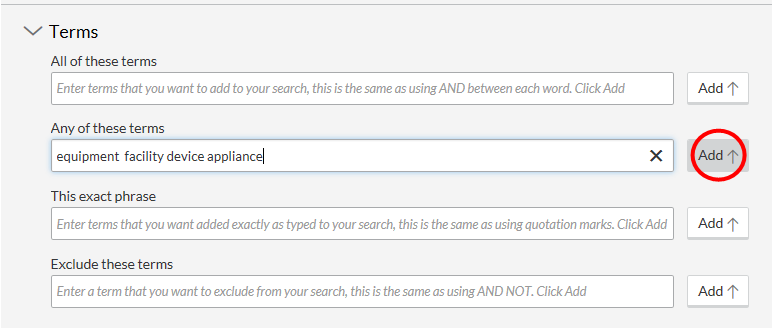 Terms
All of these terms
Enter terms that you want to add to your search, this is the same as using AND between each word. Click Add
Add ↑
Any of these terms
equipment facility device appliance
Add ↑
This exact phrase
Enter terms that you want added exactly as typed to your search, this is the same as using quotation marks. Click Add
Add ↑
Exclude these terms
Enter a term that you want to exclude from your search, this is the same as using AND NOT. Click Add
Add ↑